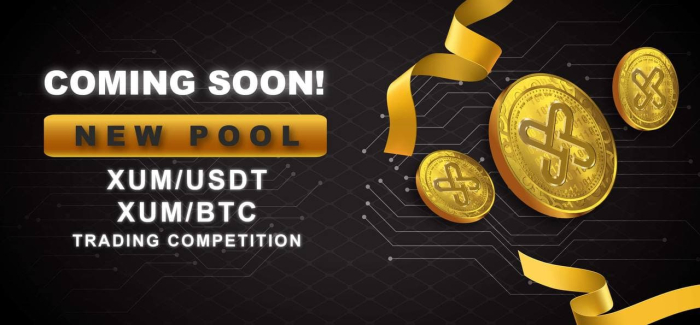 COMING SOON!
NEW POOL
XUM/USDT
XUM/BTC
TRADING COMPETITION